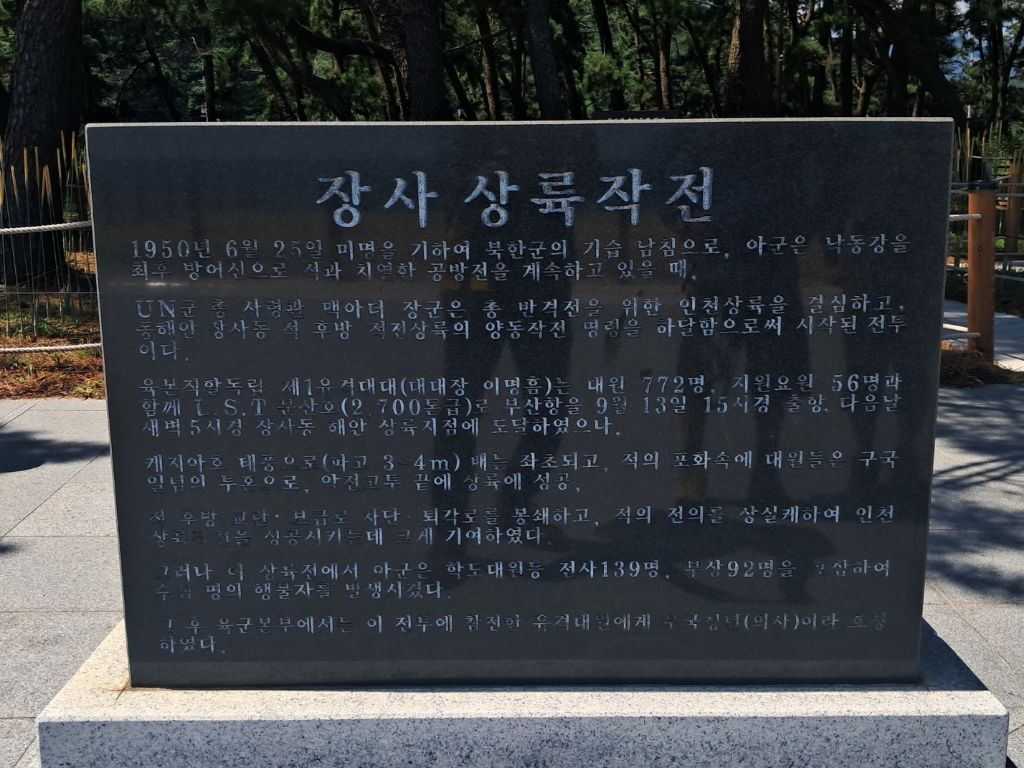 장사 상륙작전
1950년 6월 25일 미명을 기하여 북한군의 기습 남침으로, 아군은 낙동강을
최후 방어선으로 적과 치열한 공방전을 계속하고 있을 때,
UN군 총 사령관 맥아더 장군은 총 반격전을 위한 인천상륙을 결심하고,
동해안 장사동 적 후방 적전상륙의 양동작전 명령을 하달함으로써 시작된 전투
이다.
육본직할독립 제1유격대대(대대장 이명흠)는 대원 772명, 지원요원 56명과
함께 L.S.T 문산호(2,700톤급)로 부산항을 9월 13일 15시경 출항, 다음날
새벽 5시경 장사동 해안 상륙지점에 도달하였으나,
케지아호 태풍으로(파고 3-4m) 배는 좌초되고, 적의 포화속에 대원들은 구국
일념의 투혼으로, 악전고투 끝에 상륙에 성공,
적 후방 교란·보급로 차단·퇴각로를 봉쇄하고, 적의 전의를 상실케하여 인천
상륙작전을 성공시키는데 크게 기여하였다.
그러나 이 상륙전에서 아군은 학도대원등 전사139명, 부상92명을 포함하여
수십 명의 행불자를 발생시켰다.
그 후 육군본부에서는 이 전투에 참전한 유격대원에게 (의사)이라 호칭
하였다.